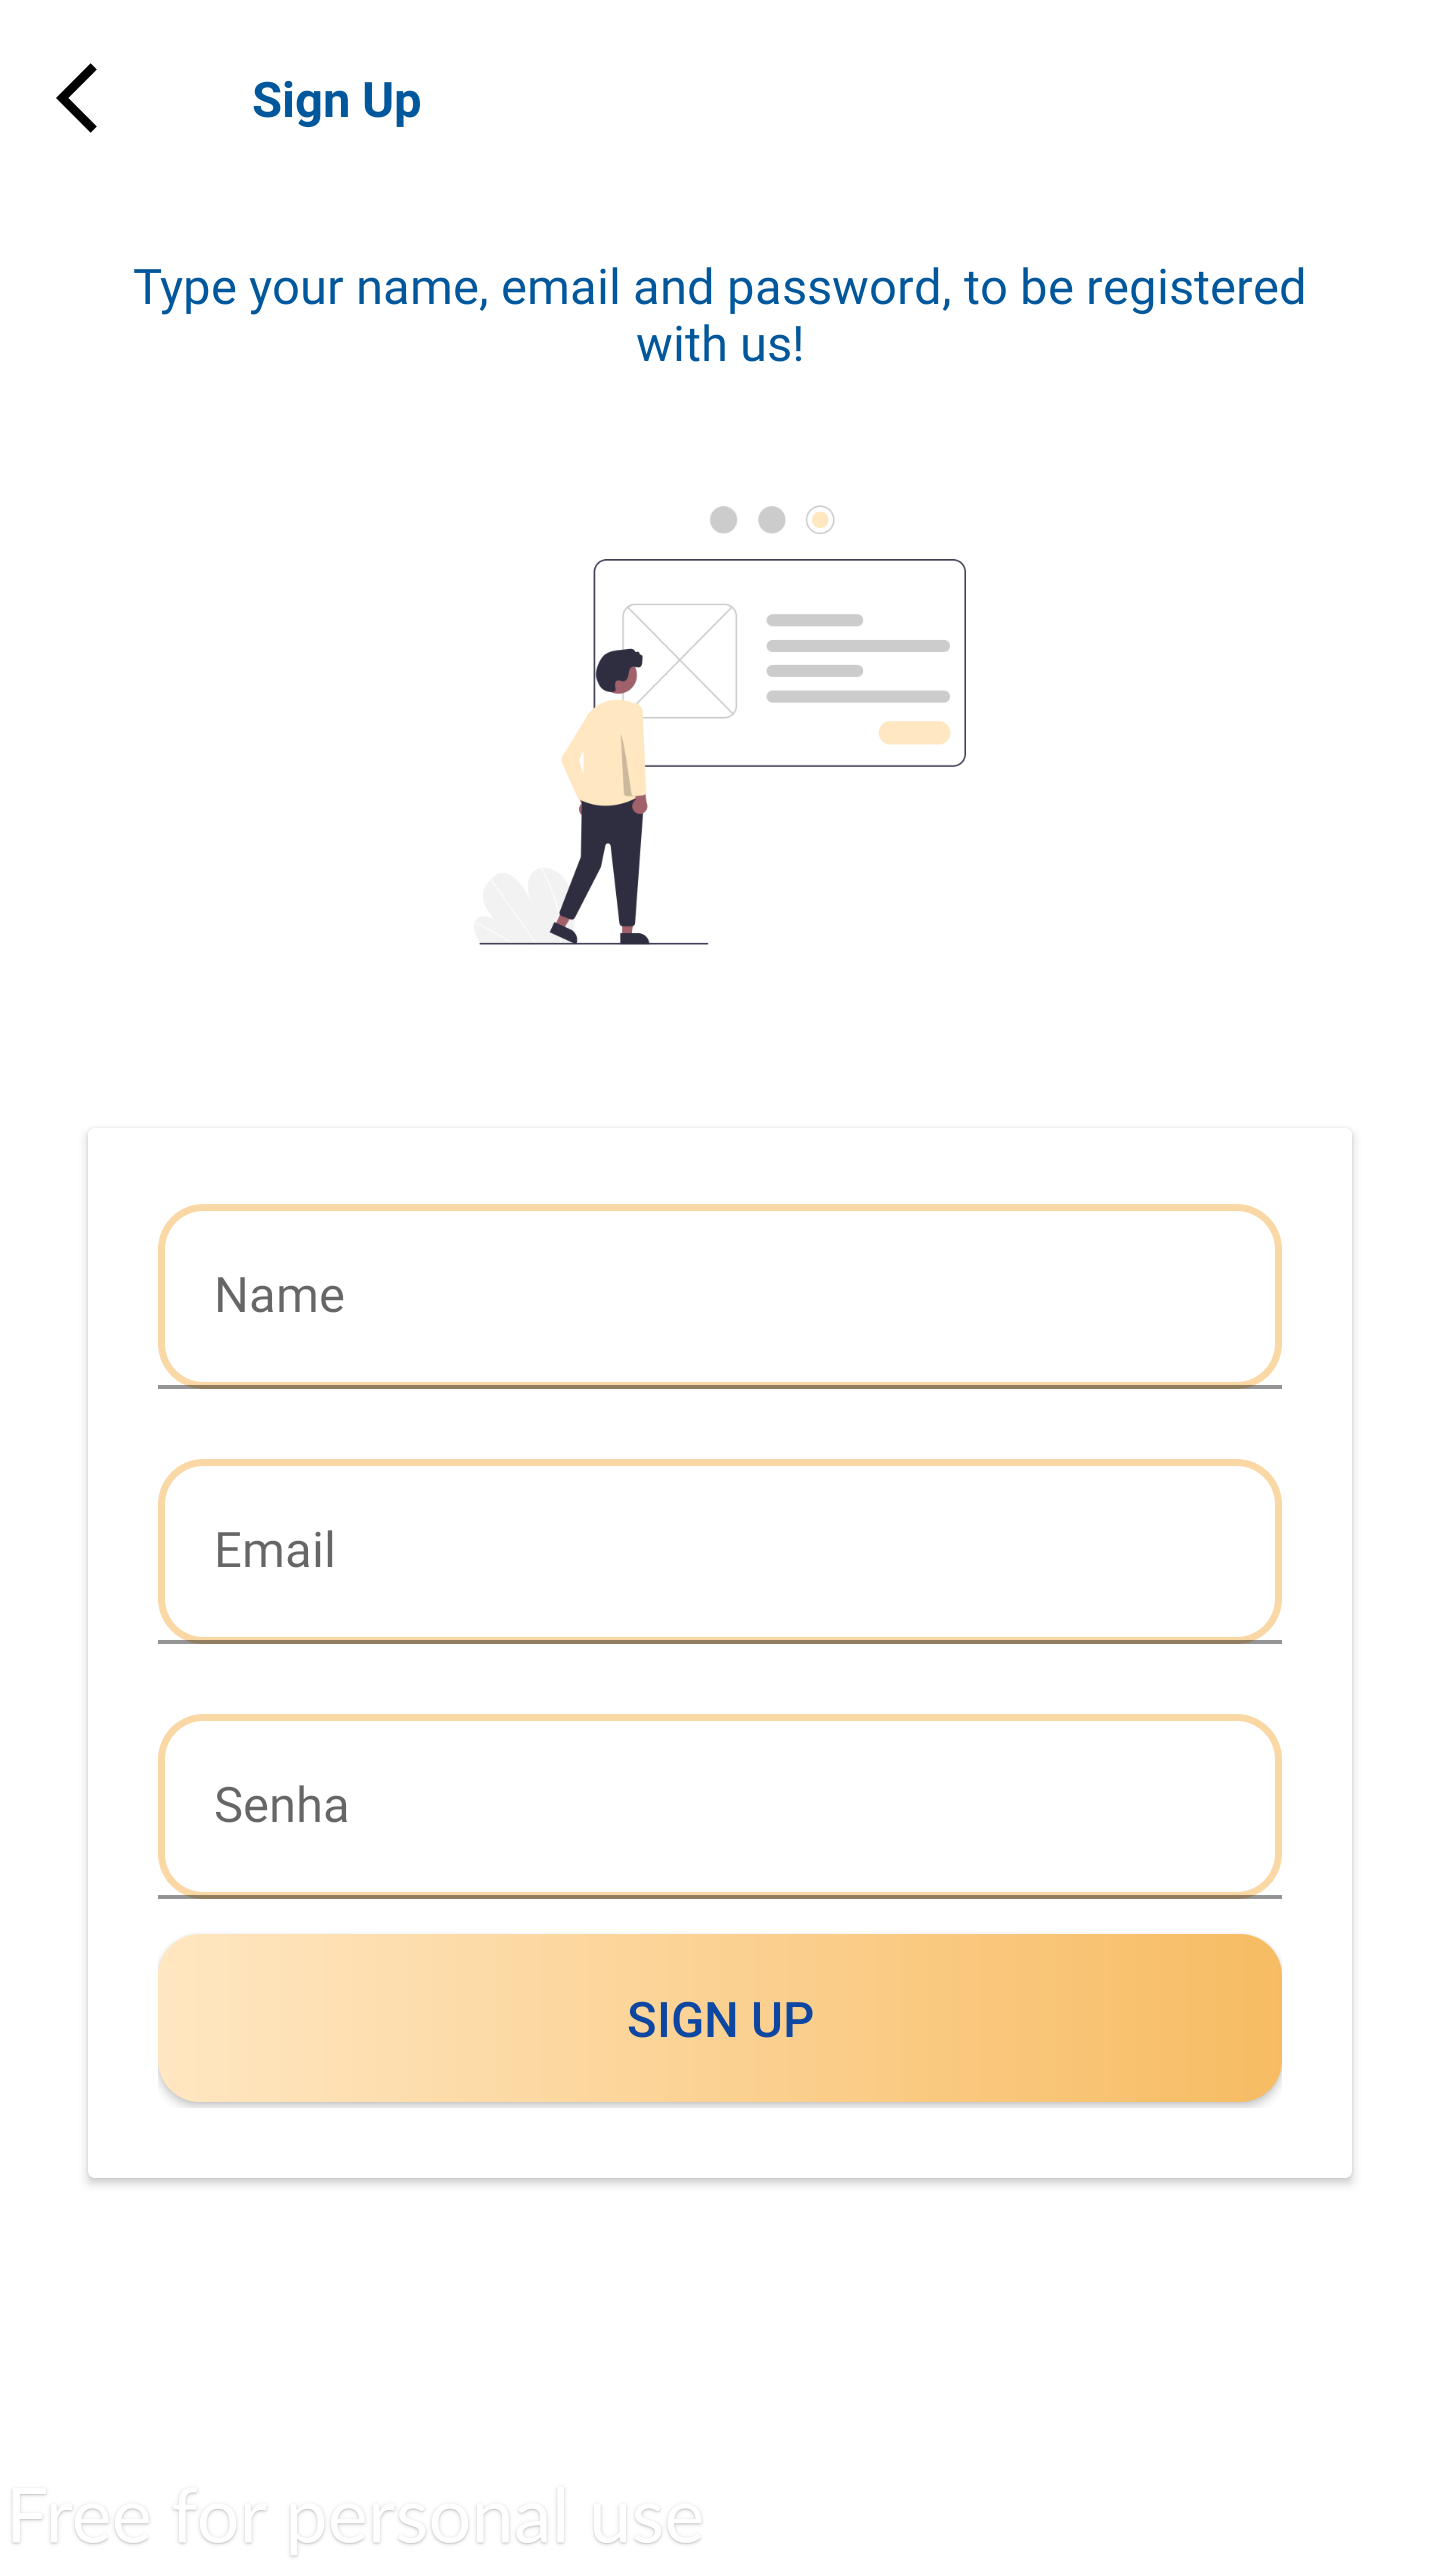 Sign Up
Type your name, email and password, to be registered
with us!
Name
Email
Senha
SIGN UP
Free for personal use